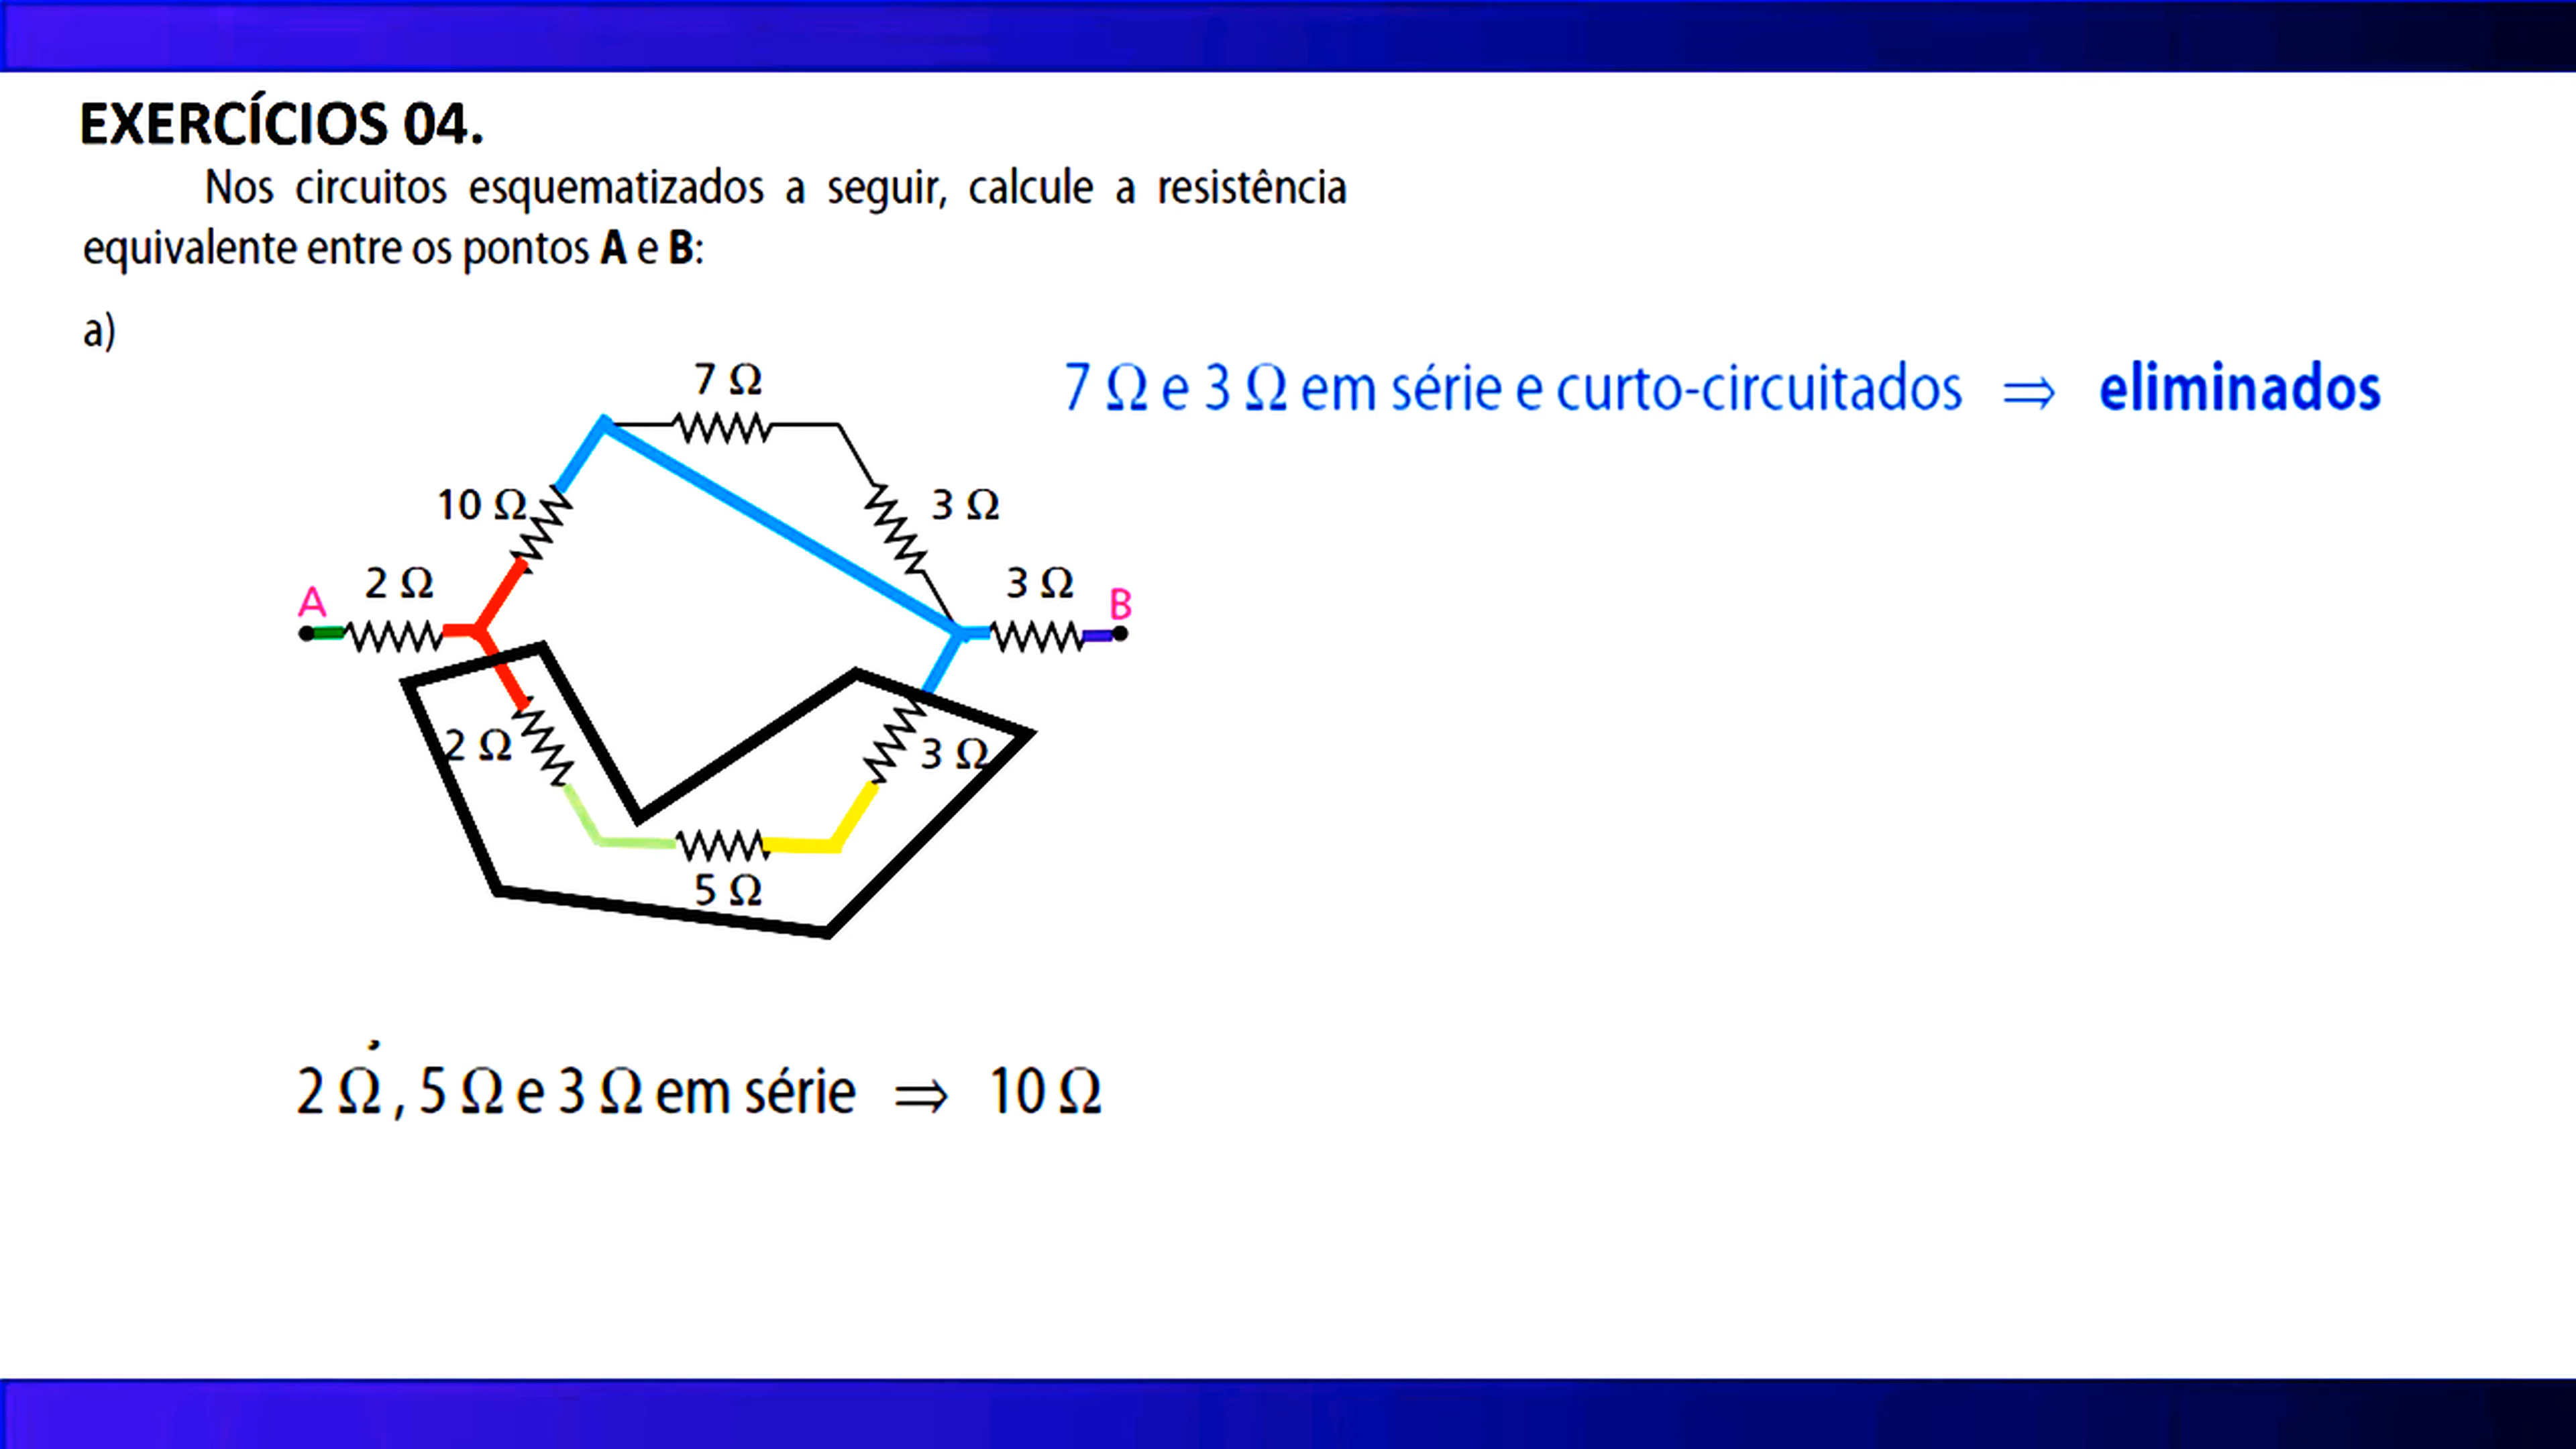 EXERCÍCIOS 04.
Nos circuitos esquematizados a seguir, calcule a resistência
equivalente entre os pontos A e B:
a)
7 Ω
7 Ω e 3 Ω em série e curto-circuitados ⇒ eliminados
10 Ω
3 Ω
2 Ω
3 Ω
A
B
2 Ω
3 Ω
5 Ω
2 Ω , 5 Ω e 3 Ω em série ⇒ 10 Ω